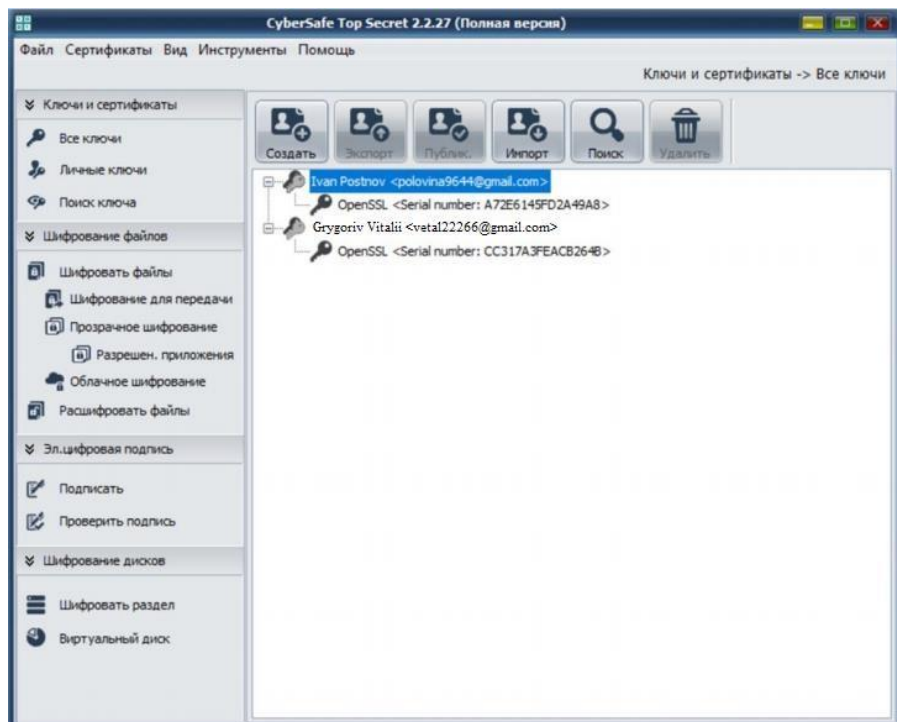 CyberSafe Top Secret 2.2.27 (Полная версия)
Файл Сертификаты Вид Инструменты Помощь
Ключи и сертификаты -> Все ключи
Ключи и сертификаты
Все ключи
Личные ключи
Поиск ключа
Шифрование файлов
Шифровать файлы
Шифрование для передачи
Прозрачное шифрование
Разрешен. приложения
Облачное шифрование
Расшифровать файлы
Эл.цифровая подпись
Подписать
Проверить подпись
Шифрование дисков
Шифровать раздел
Виртуальный диск
Создать Экспорт Публик. Импорт Поиск Удалить
Ivan Postnov <polovina9644@gmail.com>
OpenSSL <Serial number: A72E6145FD2A49A8>
Grygoriv Vitalii <vetal22266@gmail.com>
OpenSSL <Serial number: CC317A3FEACB264B>